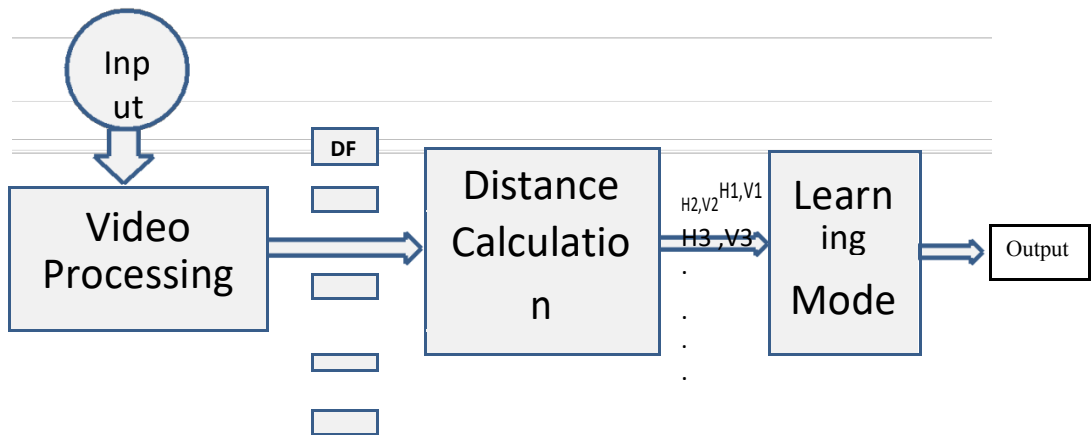 Inp
ut
DF
Video
Processing
Distance
Calculatio
n
H2,V2 H1,V1
H3 ,V3
.
.
.
.
Learn
ing
Mode
Output